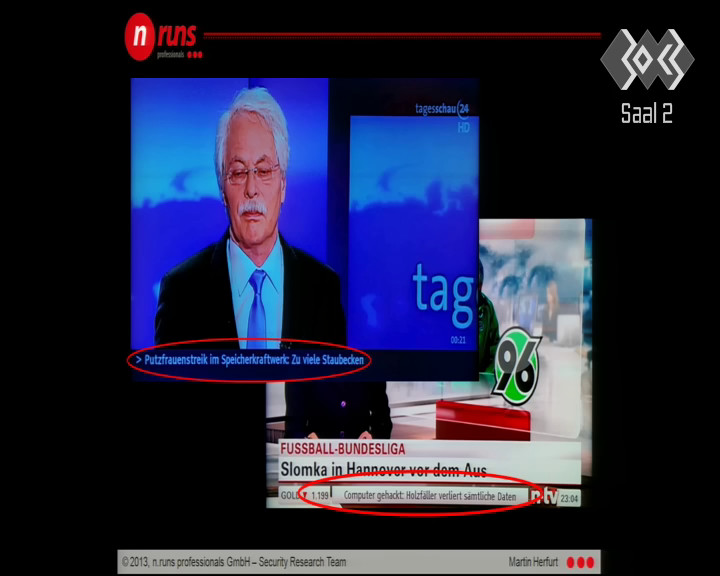 n runs
professionals
30C3
Saal 2
tagesschau(24
HD
tag
00:21
> Putzfrauenstreik im Speicherkraftwerk: Zu viele Staubecken
96
FUSSBALL-BUNDESLIGA
Slomka in Hannover vor dem Aus
GOLD▼ 1.199 Computer gehackt: Holzfäller verliert sämtliche Daten n-tv 23:04
©2013, n.runs professionals GmbH – Security Research Team Martin Herfurt